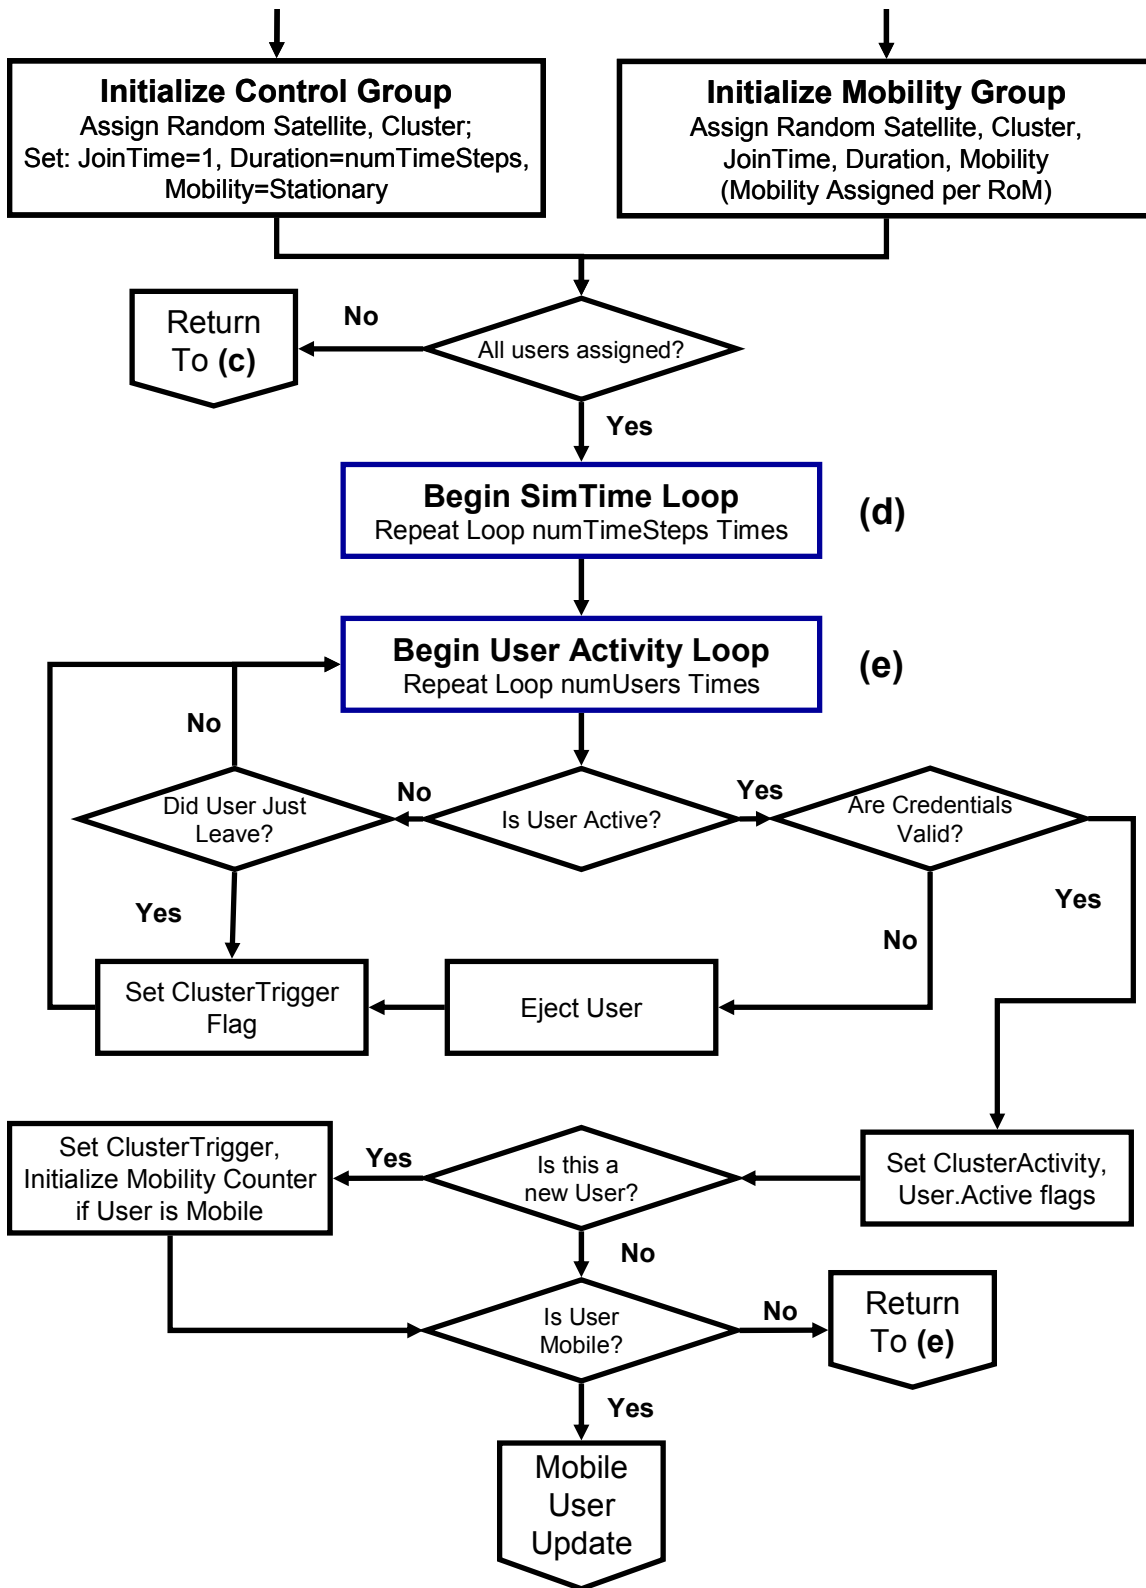 Initialize Control Group
Assign Random Satellite, Cluster;
Set: JoinTime=1, Duration=numTimeSteps,
Mobility=Stationary
Initialize Mobility Group
Assign Random Satellite, Cluster,
JoinTime, Duration, Mobility
(Mobility Assigned per RoM)
Return
To (c)
No
All users assigned?
Yes
Begin SimTime Loop
Repeat Loop numTimeSteps Times
(d)
Begin User Activity Loop
Repeat Loop numUsers Times
(e)
No
Did User Just
Leave?
No
Is User Active?
Yes
Are Credentials
Valid?
Yes
No
Yes
Set ClusterTrigger
Flag
Eject User
Set ClusterTrigger,
Initialize Mobility Counter
if User is Mobile
Yes
Is this a
new User?
Set ClusterActivity,
User.Active flags
No
Is User
Mobile?
No
Return
To (e)
Yes
Mobile
User
Update